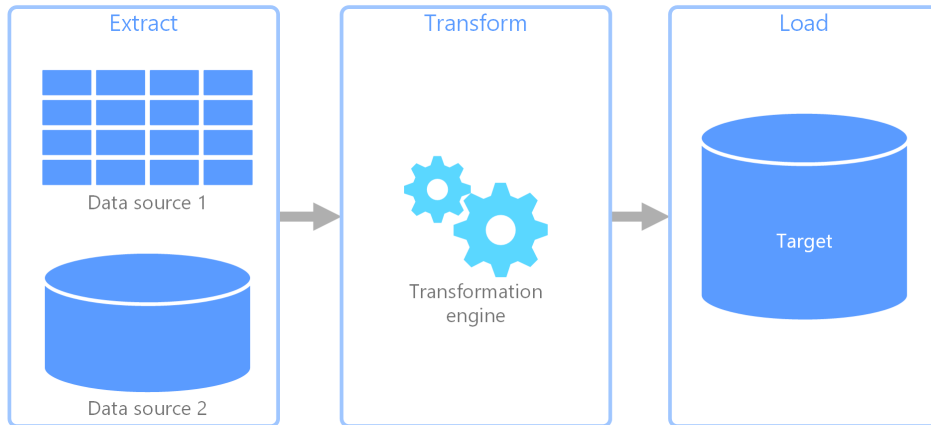 Extract
Data source 1
Data source 2
Transform
Transformation
engine
Load
Target